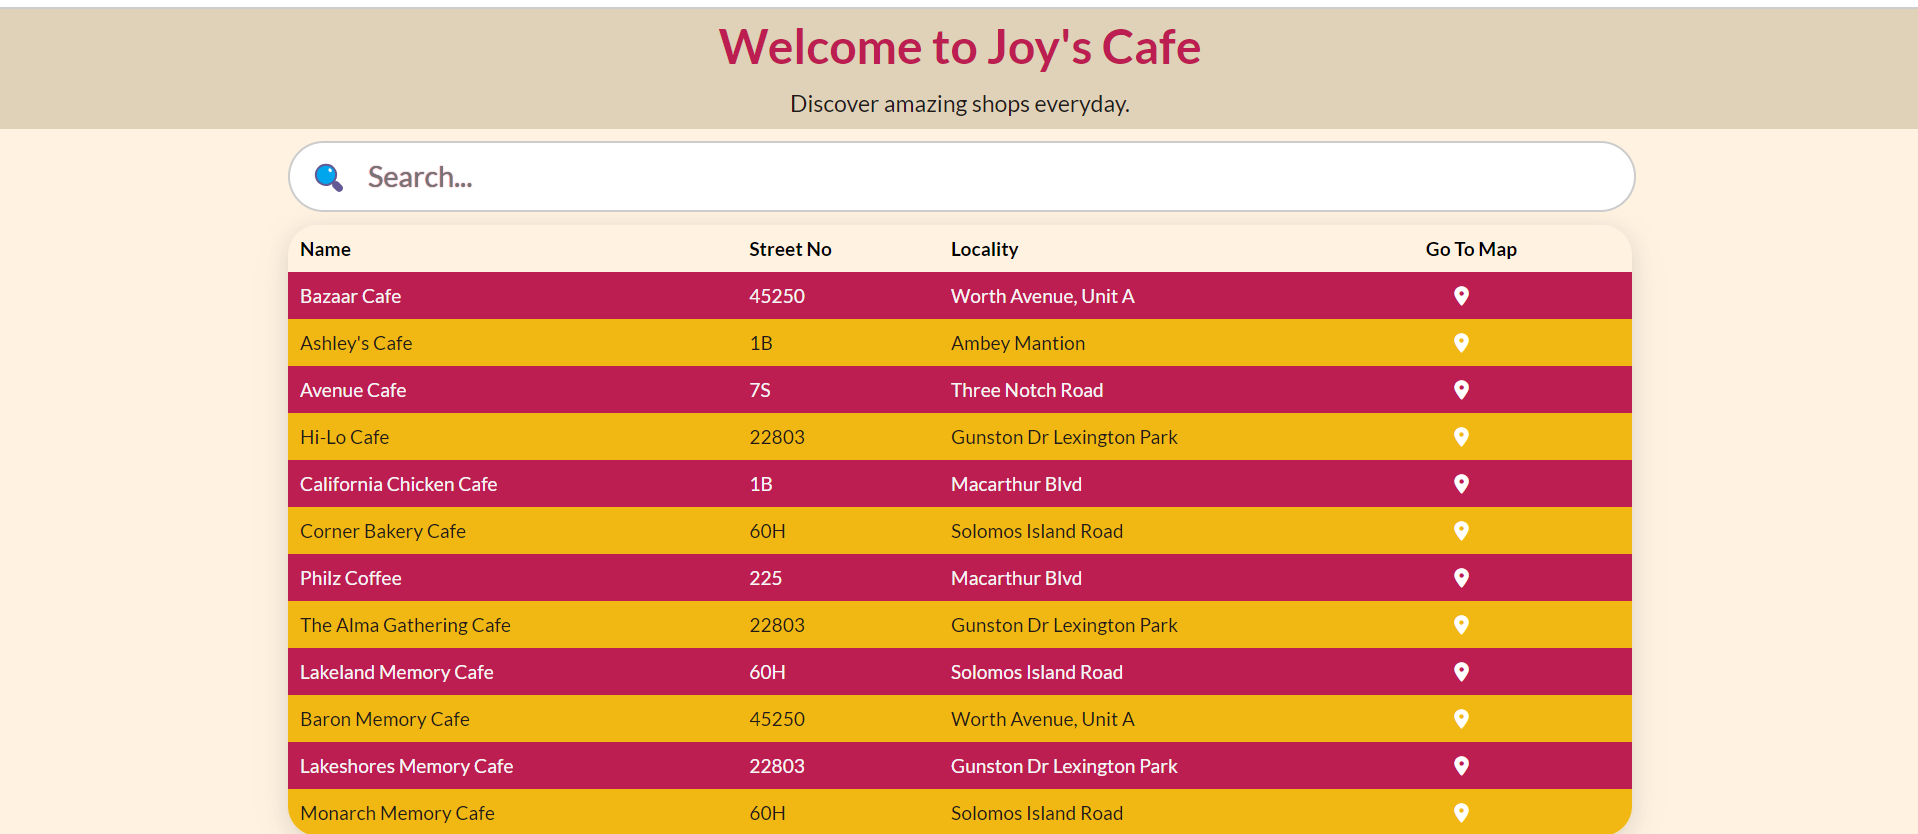 Welcome to Joy's Cafe
Discover amazing shops everyday.
Search...
Name Street No Locality Go To Map
Bazaar Cafe 45250 Worth Avenue, Unit A
Ashley's Cafe 1B Ambey Mantion
Avenue Cafe 7S Three Notch Road
Hi-Lo Cafe 22803 Gunston Dr Lexington Park
California Chicken Cafe 1B Macarthur Blvd
Corner Bakery Cafe 60H Solomos Island Road
Philz Coffee 225 Macarthur Blvd
The Alma Gathering Cafe 22803 Gunston Dr Lexington Park
Lakeland Memory Cafe 60H Solomos Island Road
Baron Memory Cafe 45250 Worth Avenue, Unit A
Lakeshores Memory Cafe 22803 Gunston Dr Lexington Park
Monarch Memory Cafe 60H Solomos Island Road